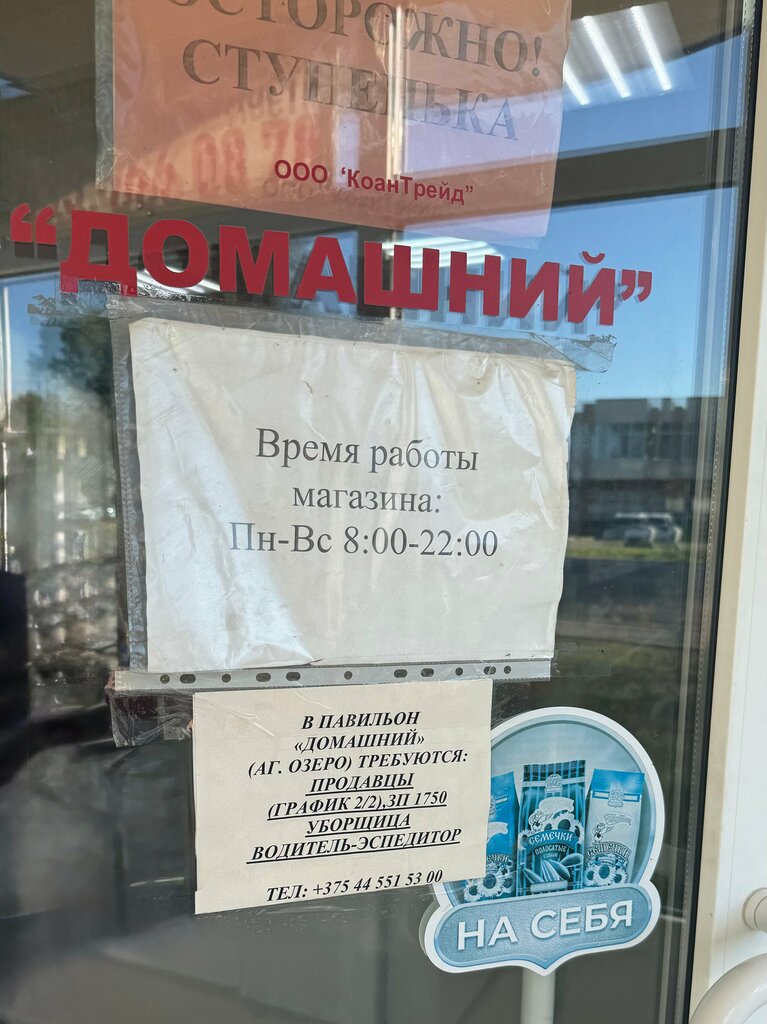 ОСТОРОЖНО!
СТУПЕНЬКА
ООО ‘КоанТрейд”
“ДОМАШНИЙ”
Время работы
магазина:
Пн-Вс 8:00-22:00
В ПАВИЛЬОН
«ДОМАШНИЙ»
(АГ. ОЗЕРО) ТРЕБУЮТСЯ:
ПРОДАВЦЫ
(ГРАФИК 2/2),ЗП 1750
УБОРЩИЦА
ВОДИТЕЛЬ-ЭСПЕДИТОР
ТЕЛ: +375 44 551 53 00
СЕМЕЧКИ
ПОЛОСАТЫЕ
НА СЕБЯ